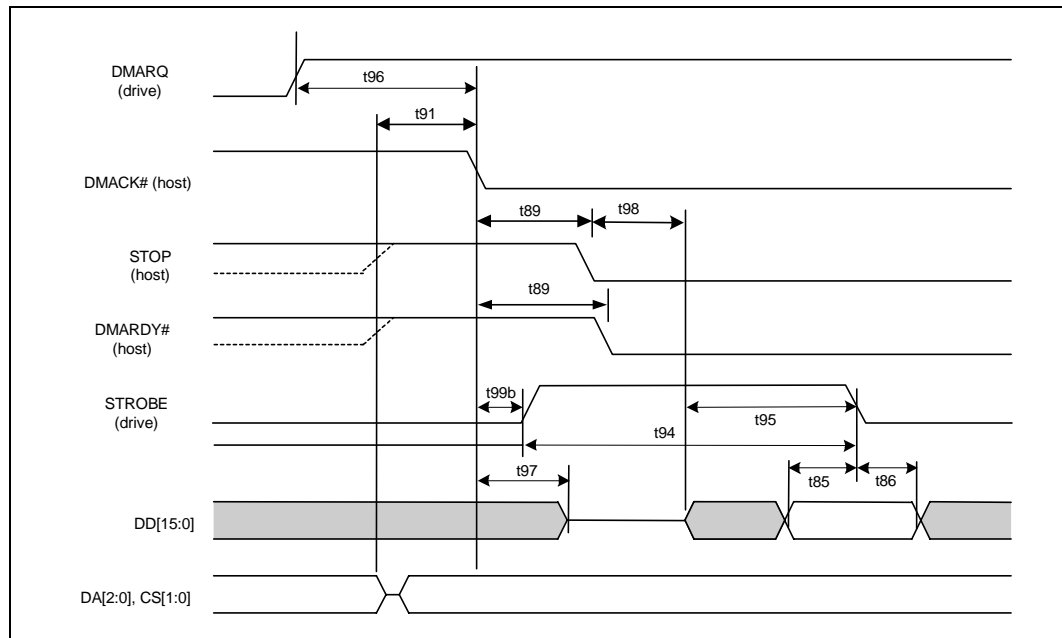 DMARQ
(drive)
t96
t91
DMACK# (host)
t89
t98
STOP
(host)
t89
DMARDY#
(host)
t99b
STROBE
(drive)
t95
t94
t97
t85
t86
DD[15:0]
DA[2:0], CS[1:0]